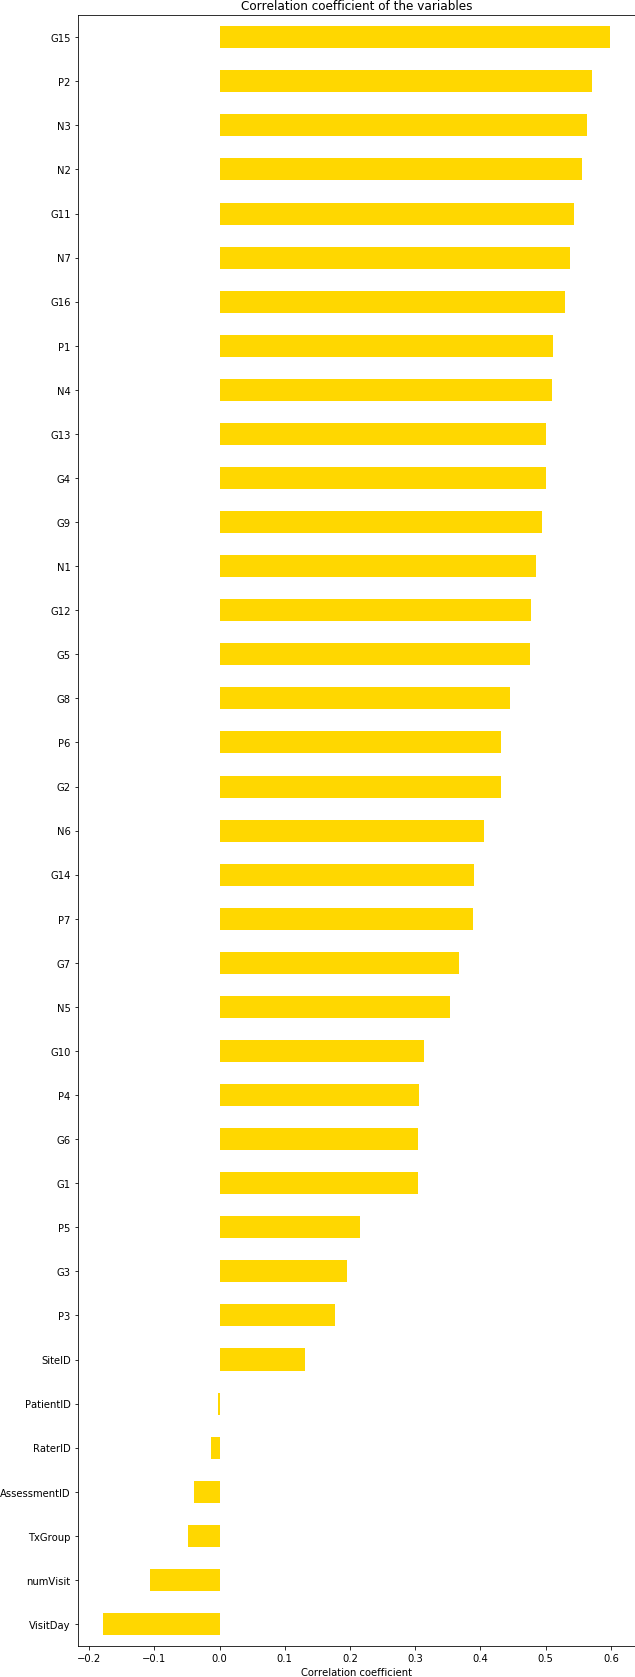 Correlation coefficient of the variables
G15
P2
N3
N2
G11
N7
G16
P1
N4
G13
G4
G9
N1
G12
G5
G8
P6
G2
N6
G14
P7
G7
N5
G10
P4
G6
G1
P5
G3
P3
SiteID
PatientID
RaterID
AssessmentID
TxGroup
numVisit
VisitDay
−0.2 −0.1 0.0 0.1 0.2 0.3 0.4 0.5 0.6
Correlation coefficient